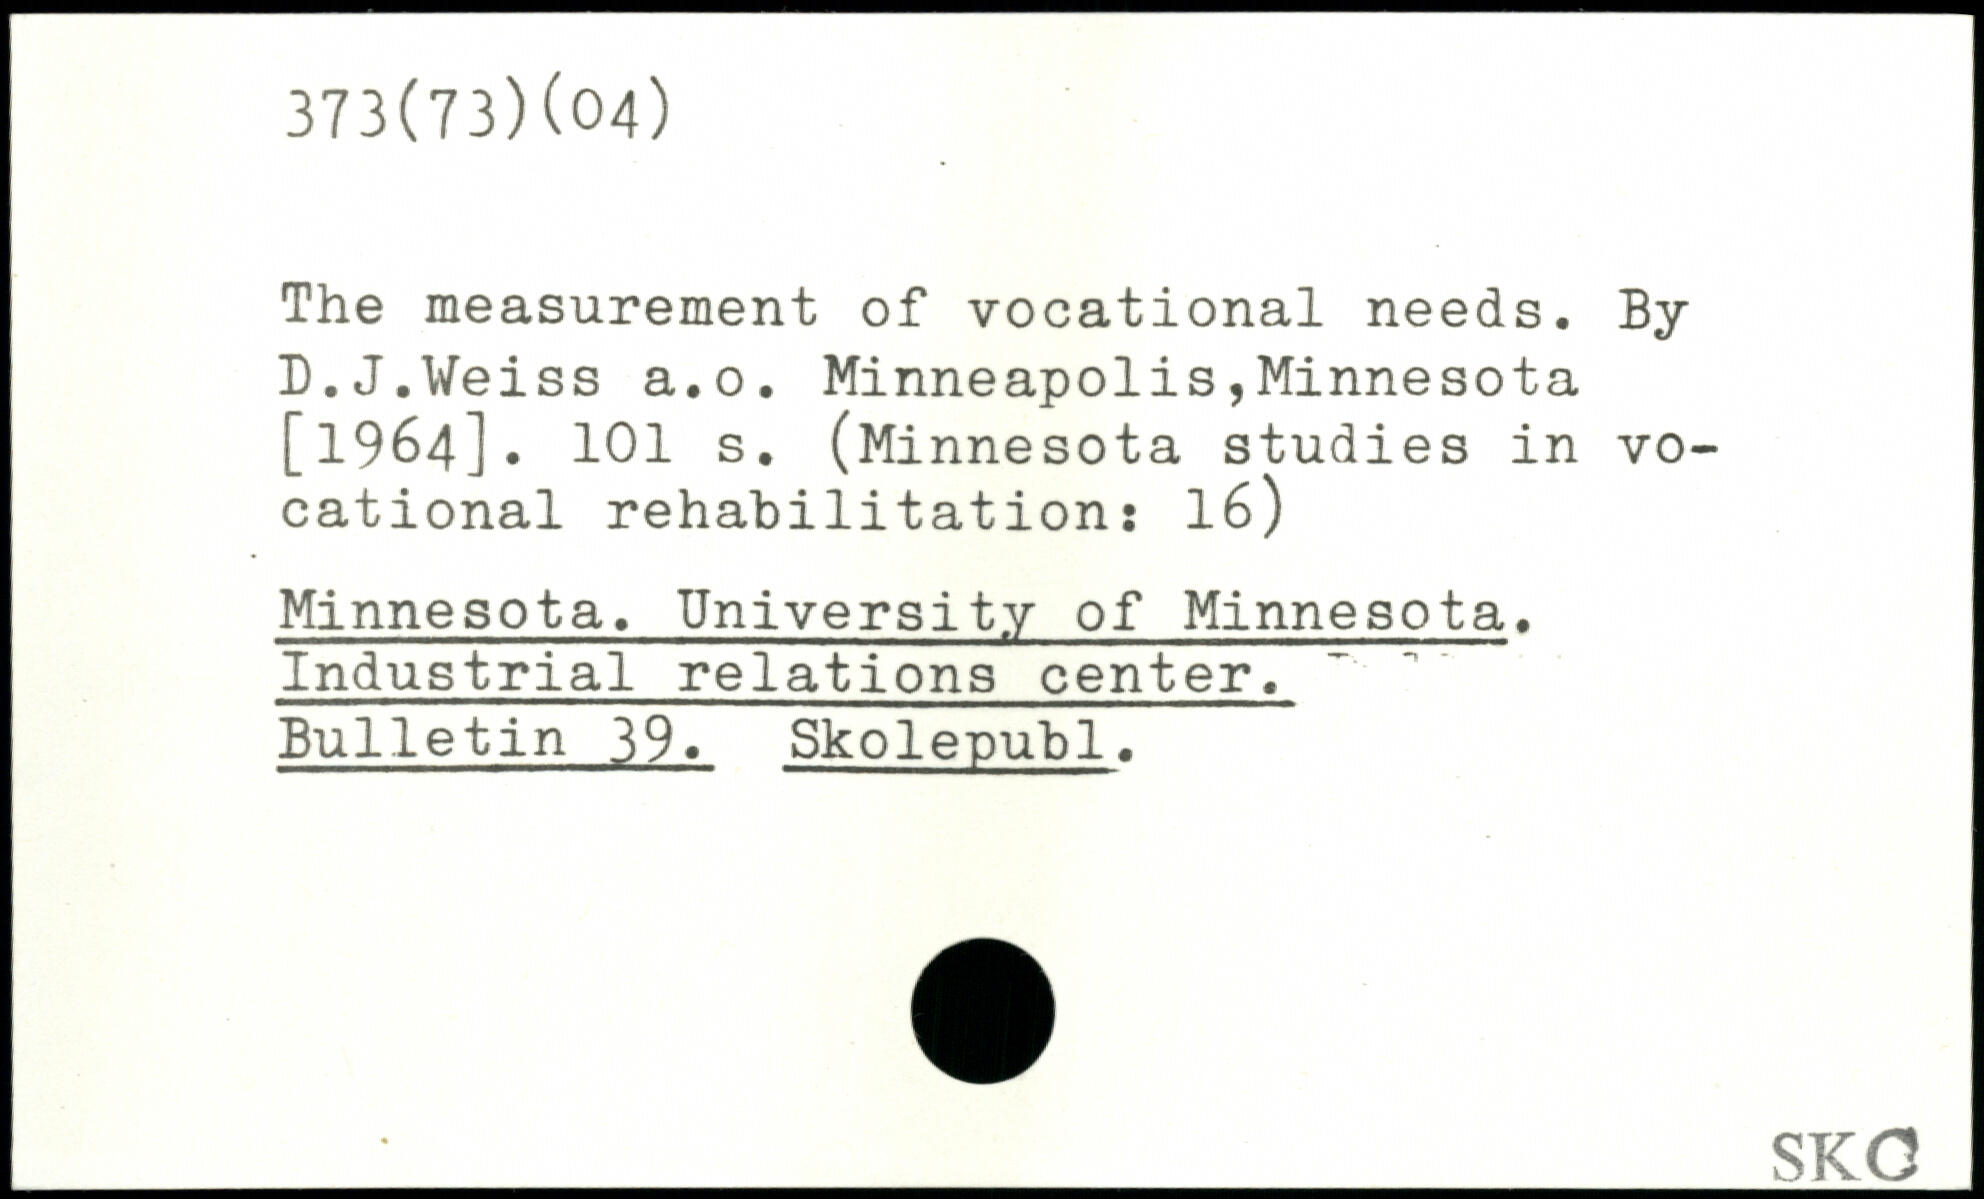 373(73)(04)
The measurement of vocational needs. By
D.J.Weiss a.o. Minneapolis,Minnesota
[1964]. 101 s. (Minnesota studies in vo-
cational rehabilitation: 16)
Minnesota. University of Minnesota.
Industrial relations center.
Bulletin 39. Skolepubl.